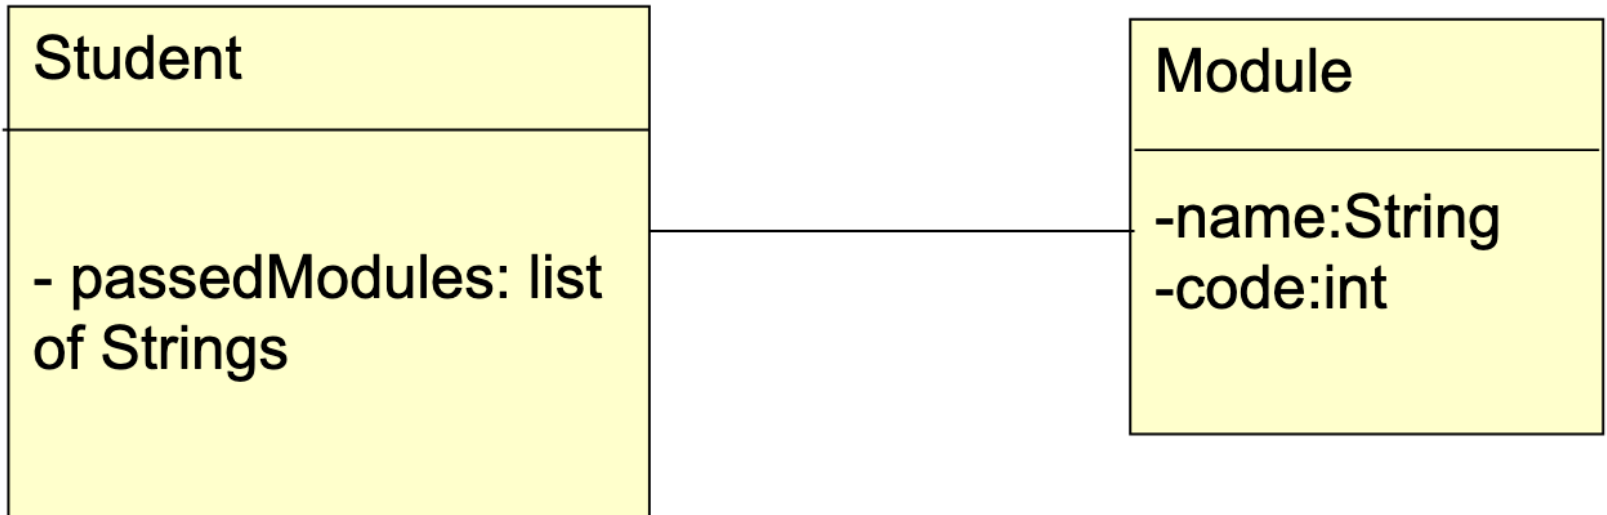 Student
- passedModules: list
of Strings
Module
-name:String
-code:int